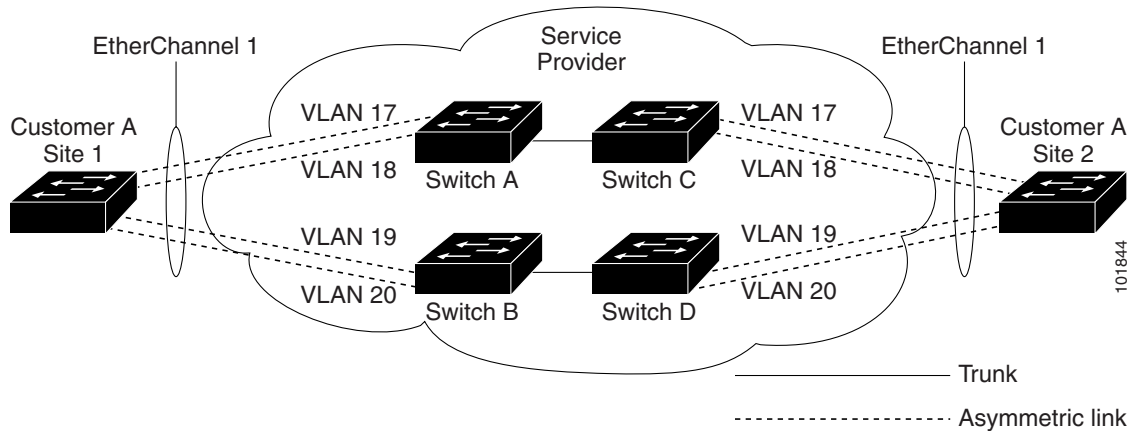 EtherChannel 1
Service
Provider
EtherChannel 1
VLAN 17
VLAN 17
Customer A
Site 1
Customer A
Site 2
VLAN 18
VLAN 18
Switch A
Switch C
VLAN 19
VLAN 19
VLAN 20
VLAN 20
Switch B
Switch D
101844
Trunk
Asymmetric link